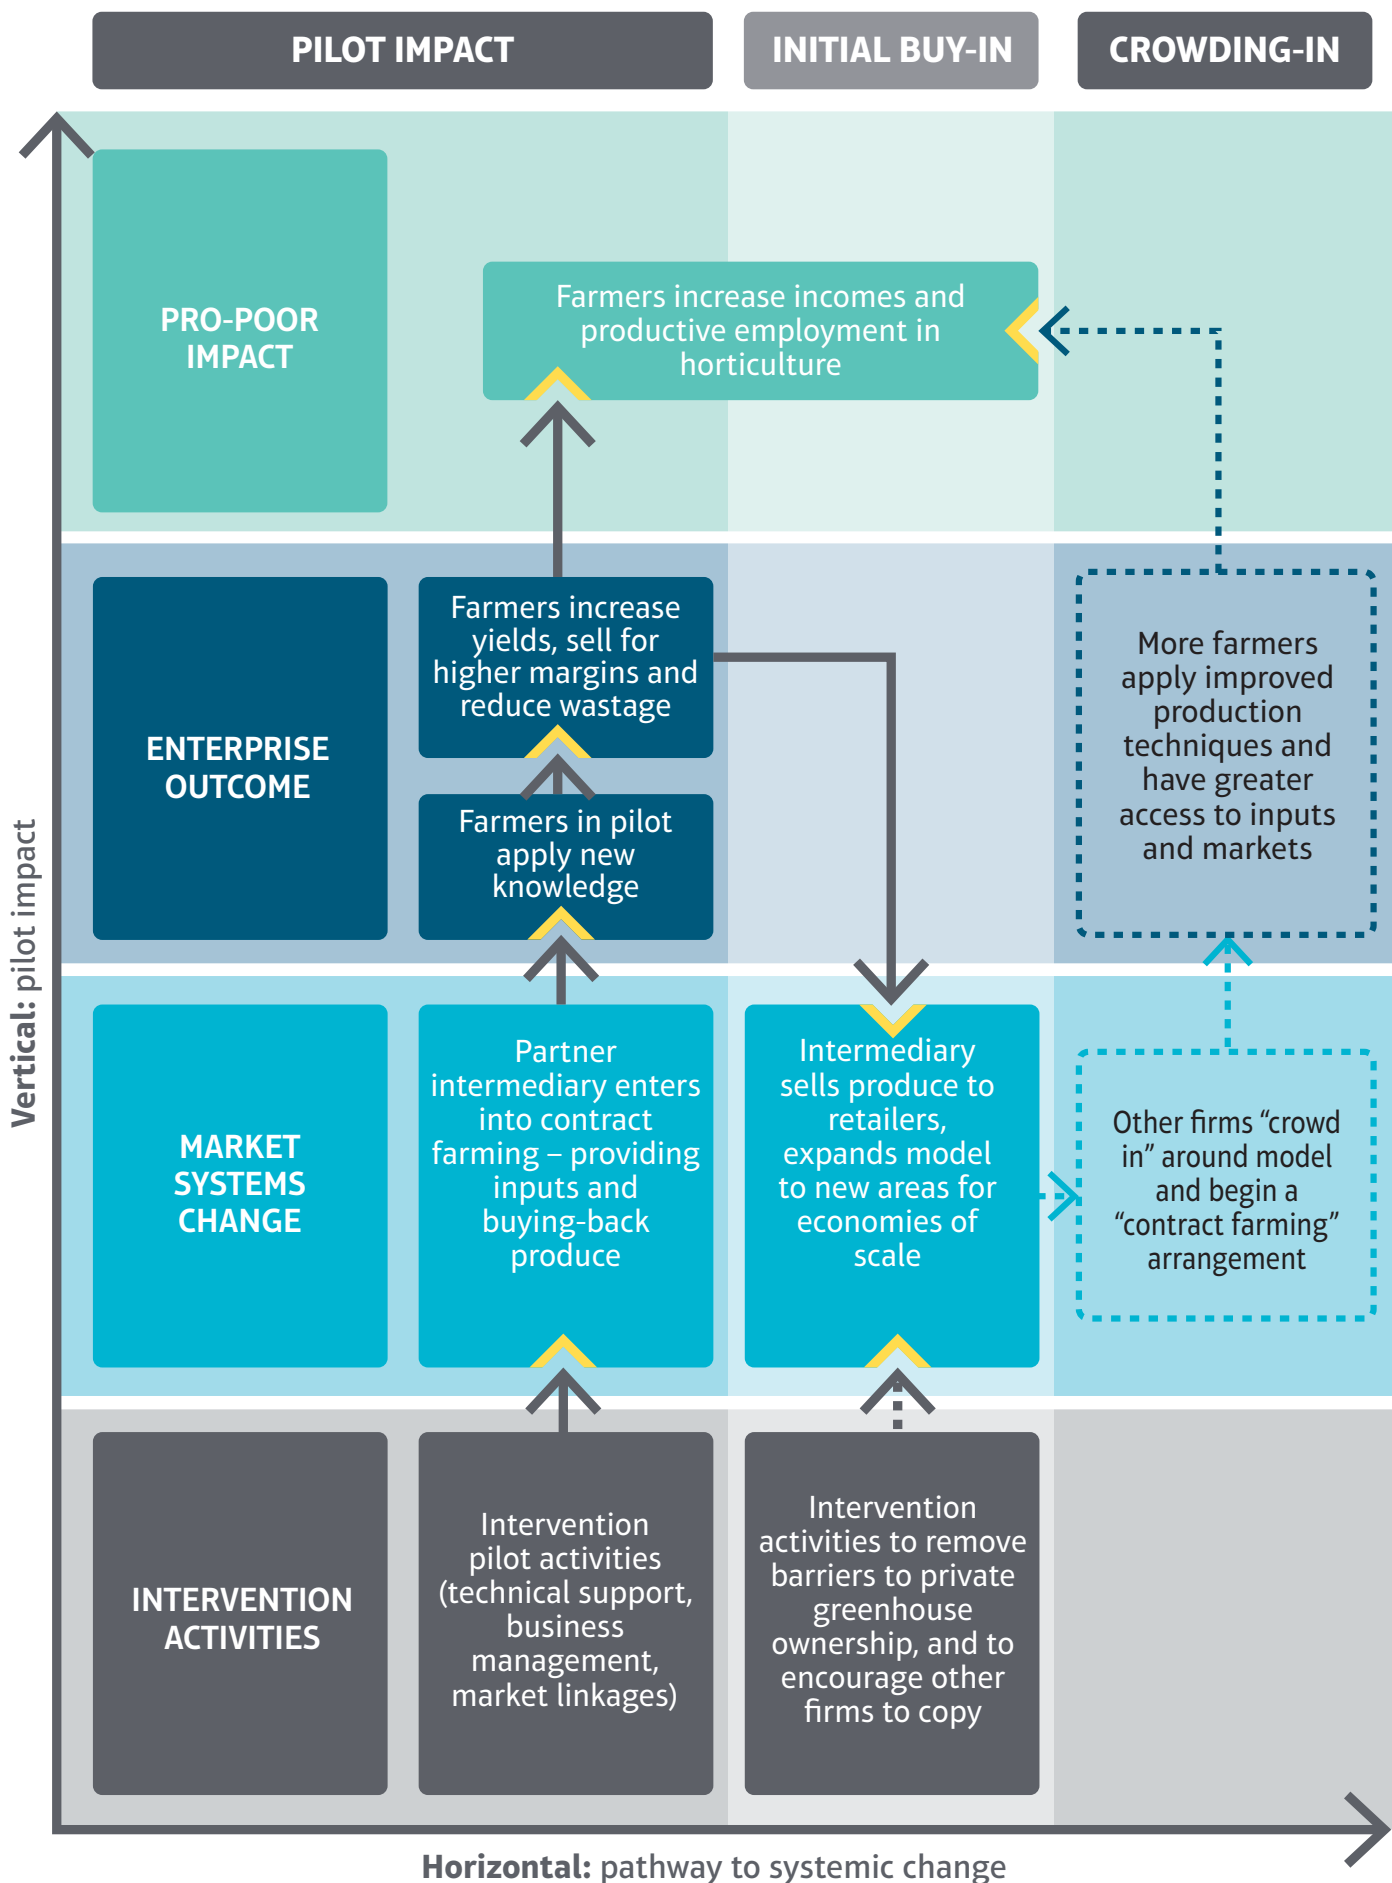 PILOT IMPACT
INITIAL BUY-IN
CROWDING-IN
PRO-POOR
IMPACT
Farmers increase incomes and
productive employment in
horticulture
ENTERPRISE
OUTCOME
Farmers increase
yields, sell for
higher margins and
reduce wastage
Farmers in pilot
apply new
knowledge
More farmers
apply improved
production
techniques and
have greater
access to inputs
and markets
MARKET
SYSTEMS
CHANGE
Partner
intermediary enters
into contract
farming – providing
inputs and
buying-back
produce
Intermediary
sells produce to
retailers,
expands model
to new areas for
economies of
scale
Other firms “crowd
in” around model
and begin a
“contract farming”
arrangement
INTERVENTION
ACTIVITIES
Intervention
pilot activities
(technical support,
business
management,
market linkages)
Intervention
activities to remove
barriers to private
greenhouse
ownership, and to
encourage other
firms to copy
Vertical: pilot impact
Horizontal: pathway to systemic change